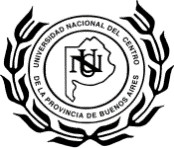 UNIVERSIDAD NACIONAL DEL CENTRO
DE LA PROVINCIA DE BUENOS AIRES